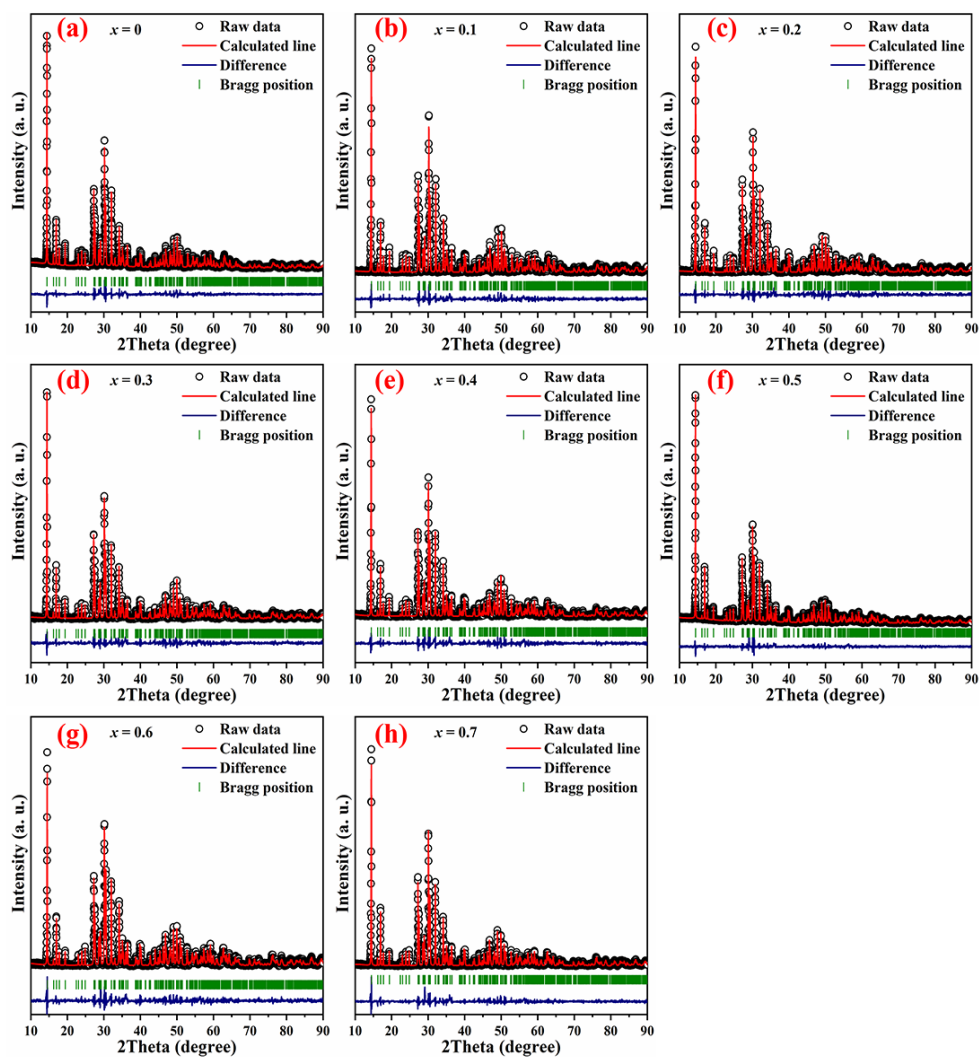 (a) x = 0
Raw data
Calculated line
Difference
Bragg position
Intensity (a. u.)
10 20 30 40 50 60 70 80 90
2Theta (degree)
(b) x = 0.1
Raw data
Calculated line
Difference
Bragg position
Intensity (a. u.)
10 20 30 40 50 60 70 80 90
2Theta (degree)
(c) x = 0.2
Raw data
Calculated line
Difference
Bragg position
Intensity (a. u.)
10 20 30 40 50 60 70 80 90
2Theta (degree)
(d) x = 0.3
Raw data
Calculated line
Difference
Bragg position
Intensity (a. u.)
10 20 30 40 50 60 70 80 90
2Theta (degree)
(e) x = 0.4
Raw data
Calculated line
Difference
Bragg position
Intensity (a. u.)
10 20 30 40 50 60 70 80 90
2Theta (degree)
(f) x = 0.5
Raw data
Calculated line
Difference
Bragg position
Intensity (a. u.)
10 20 30 40 50 60 70 80 90
2Theta (degree)
(g) x = 0.6
Raw data
Calculated line
Difference
Bragg position
Intensity (a. u.)
10 20 30 40 50 60 70 80 90
2Theta (degree)
(h) x = 0.7
Raw data
Calculated line
Difference
Bragg position
Intensity (a. u.)
10 20 30 40 50 60 70 80 90
2Theta (degree)